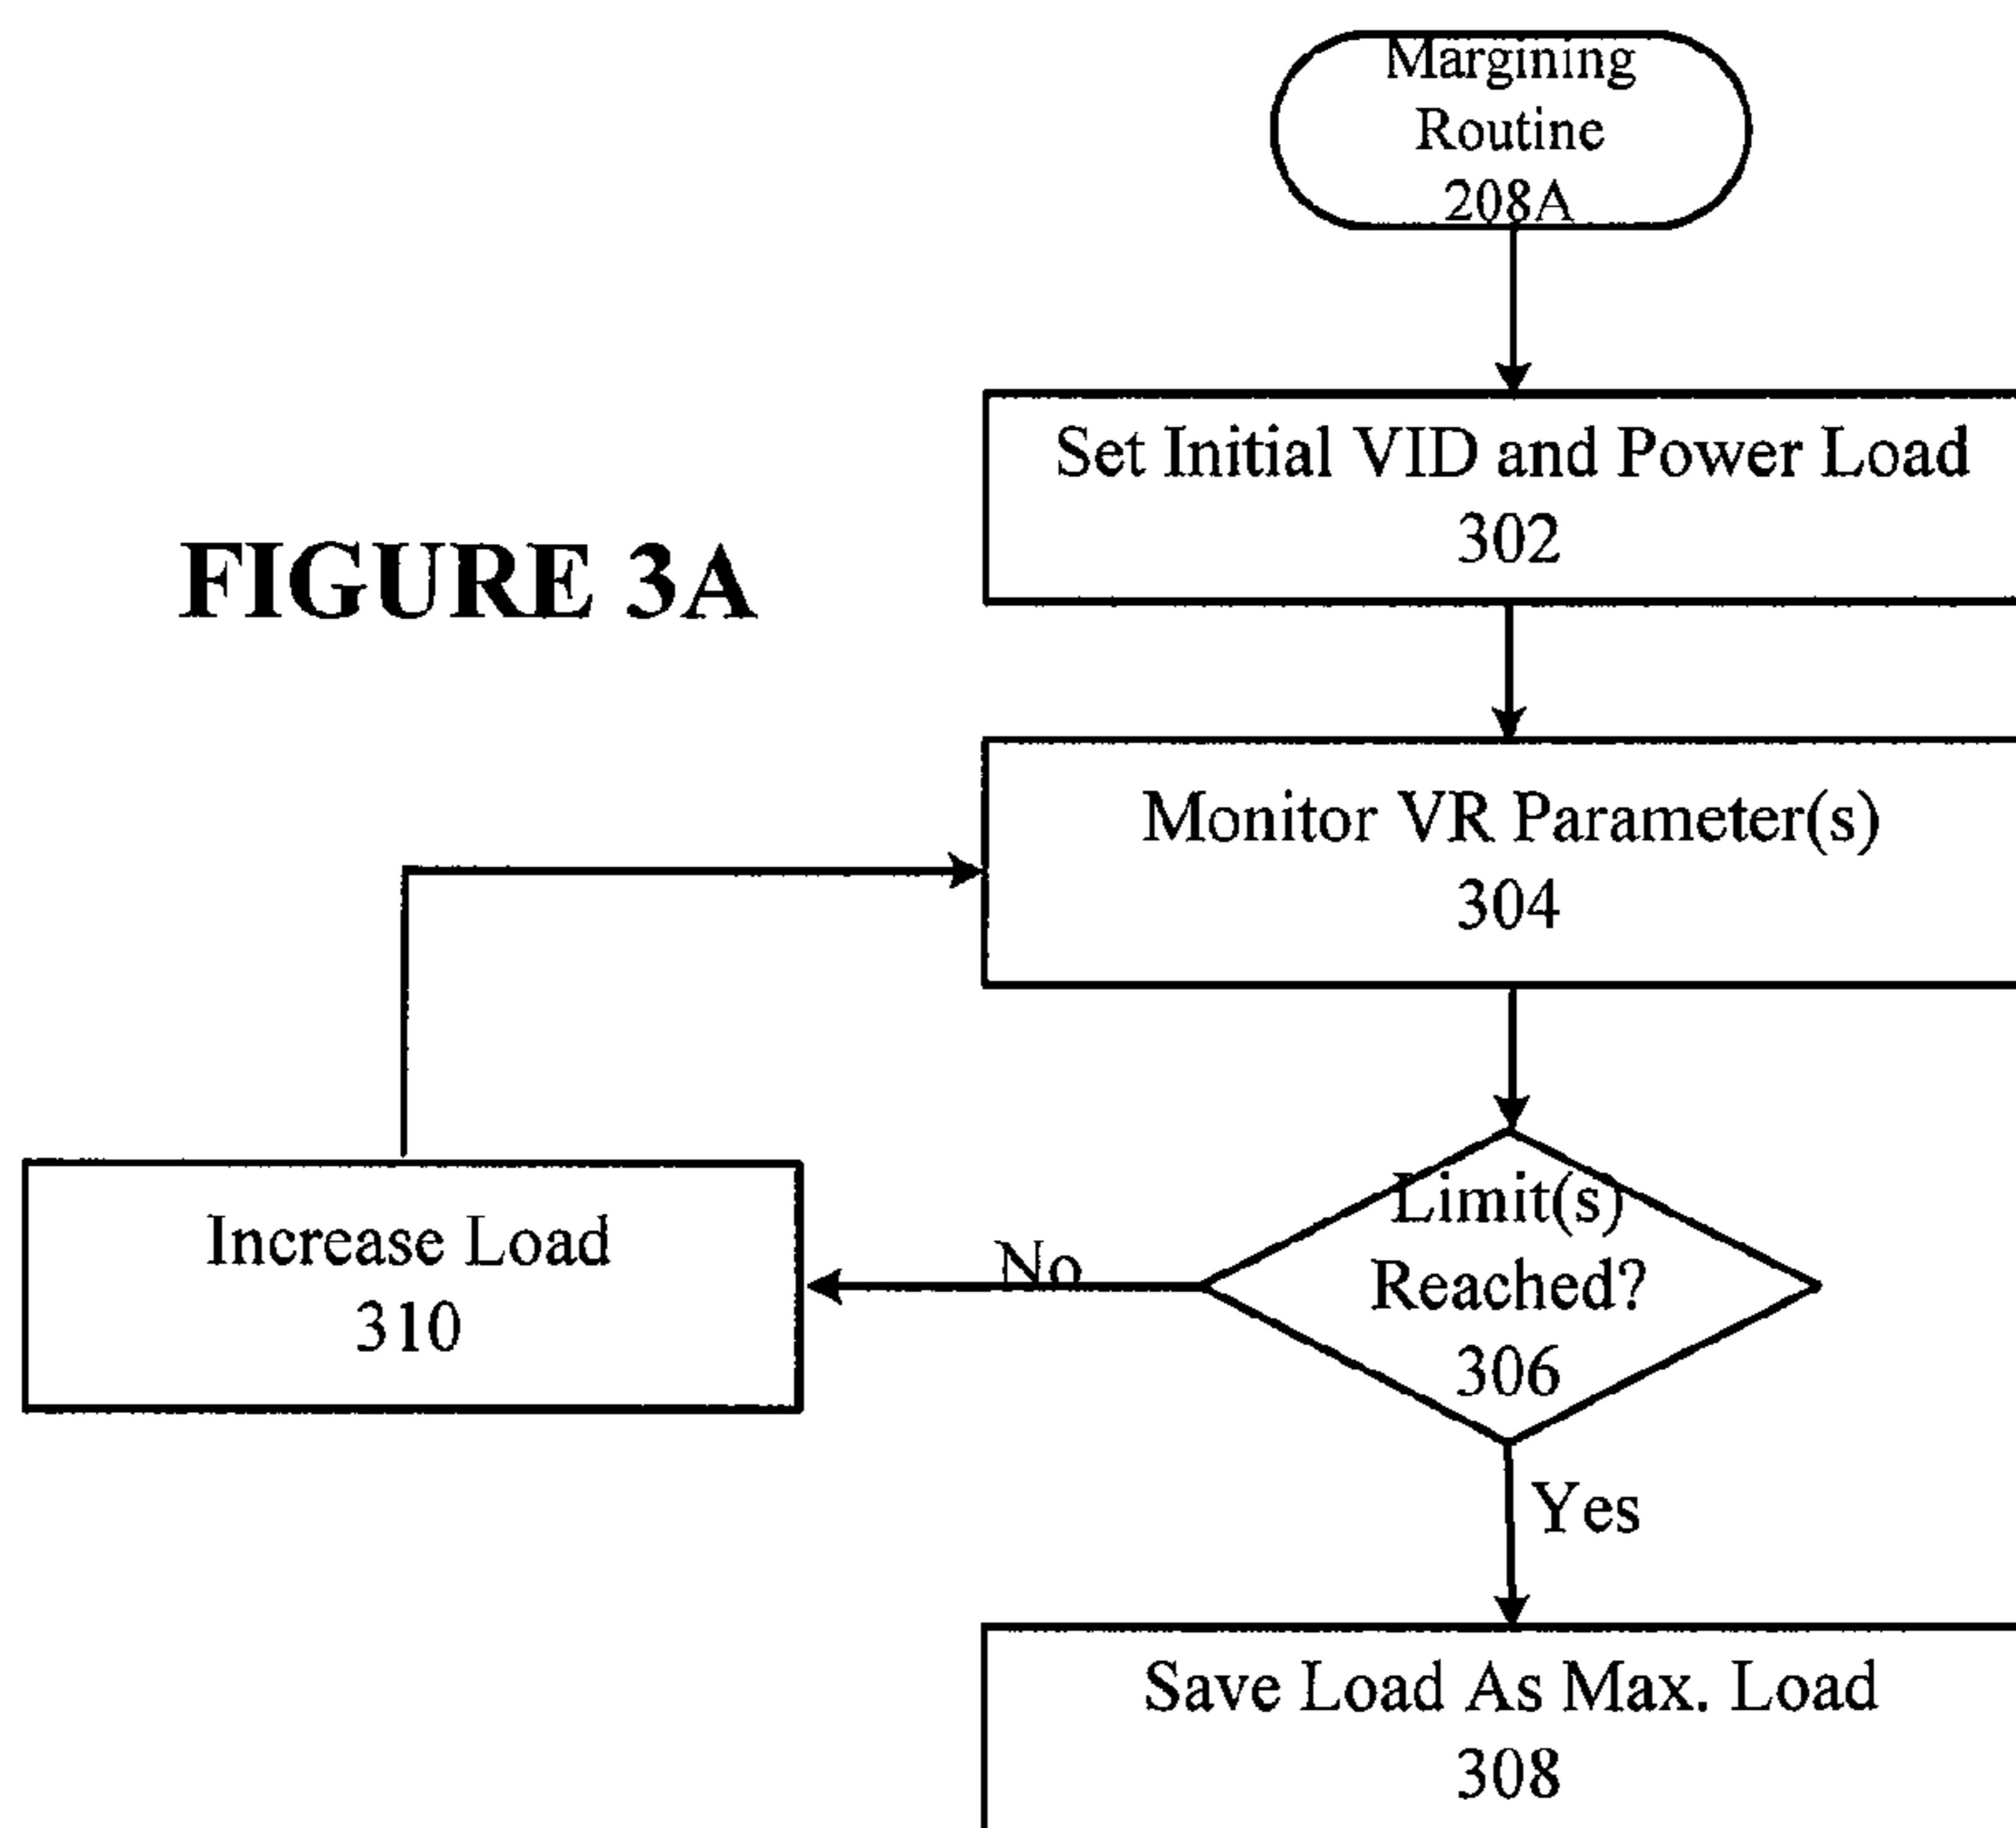 Margining
Routine
208A
Set Initial VID and Power Load
302
FIGURE 3A
Monitor VR Parameter(s)
304
Limit(s)
Reached?
306
No
Increase Load
310
Yes
Save Load As Max. Load
308